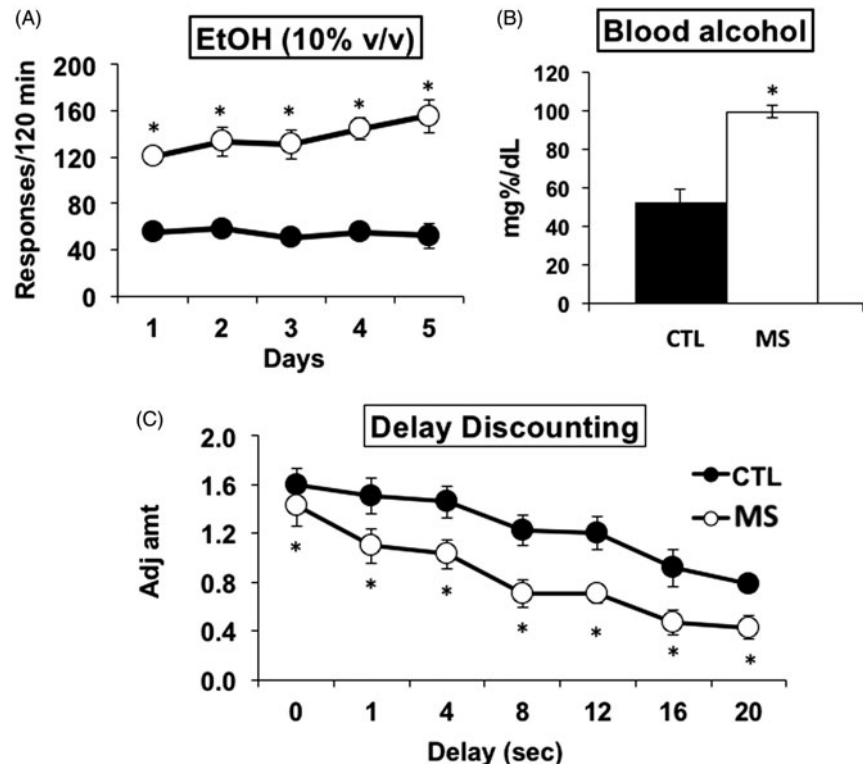 (A)
EtOH (10% v/v)
Responses/120 min
200
160
120
80
40
0
* * * * *
1 2 3 4 5
Days
(B)
Blood alcohol
mg%/dL
120
100
80
60
40
20
0
*
CTL MS
(C)
Delay Discounting
Adj amt
2.0
1.6
1.2
0.8
0.4
0.0
CTL
MS
* * * * * * *
0 1 4 8 12 16 20
Delay (sec)